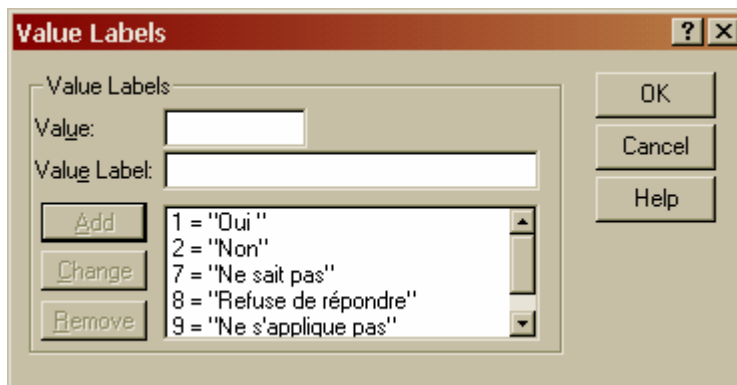 Value Labels
Value Labels
Value:
Value Label:
Add
Change
Remove
1 = "Oui "
2 = "Non"
7 = "Ne sait pas"
8 = "Refuse de répondre"
9 = "Ne s'applique pas"
OK
Cancel
Help